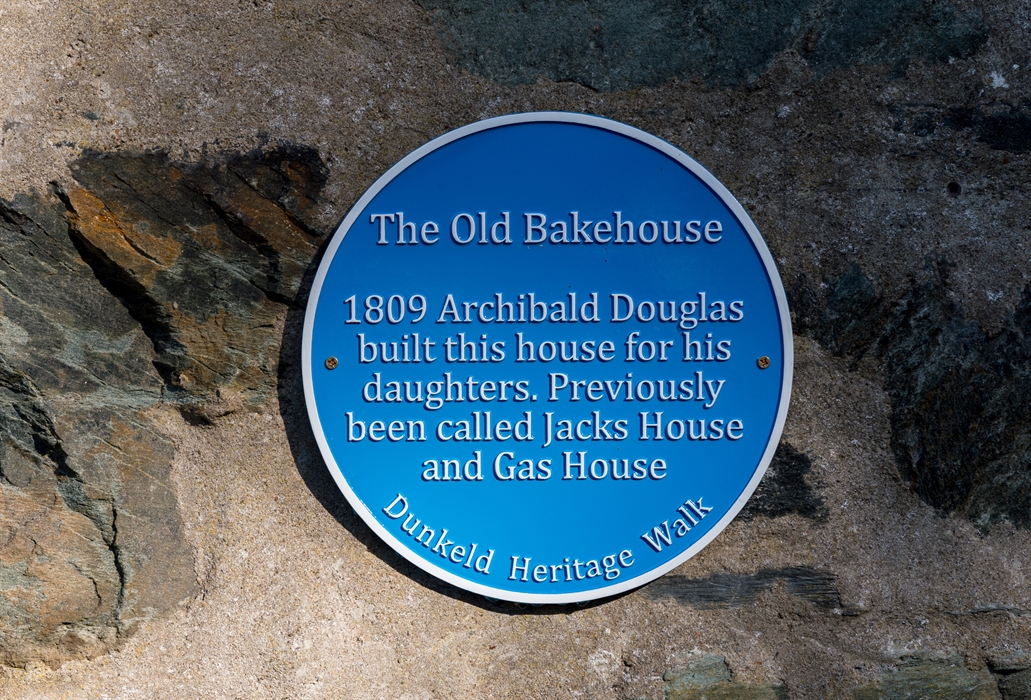 The Old Bakehouse
1809 Archibald Douglas
built this house for his
daughters. Previously
been called Jacks House
and Gas House
Dunkeld Heritage Walk